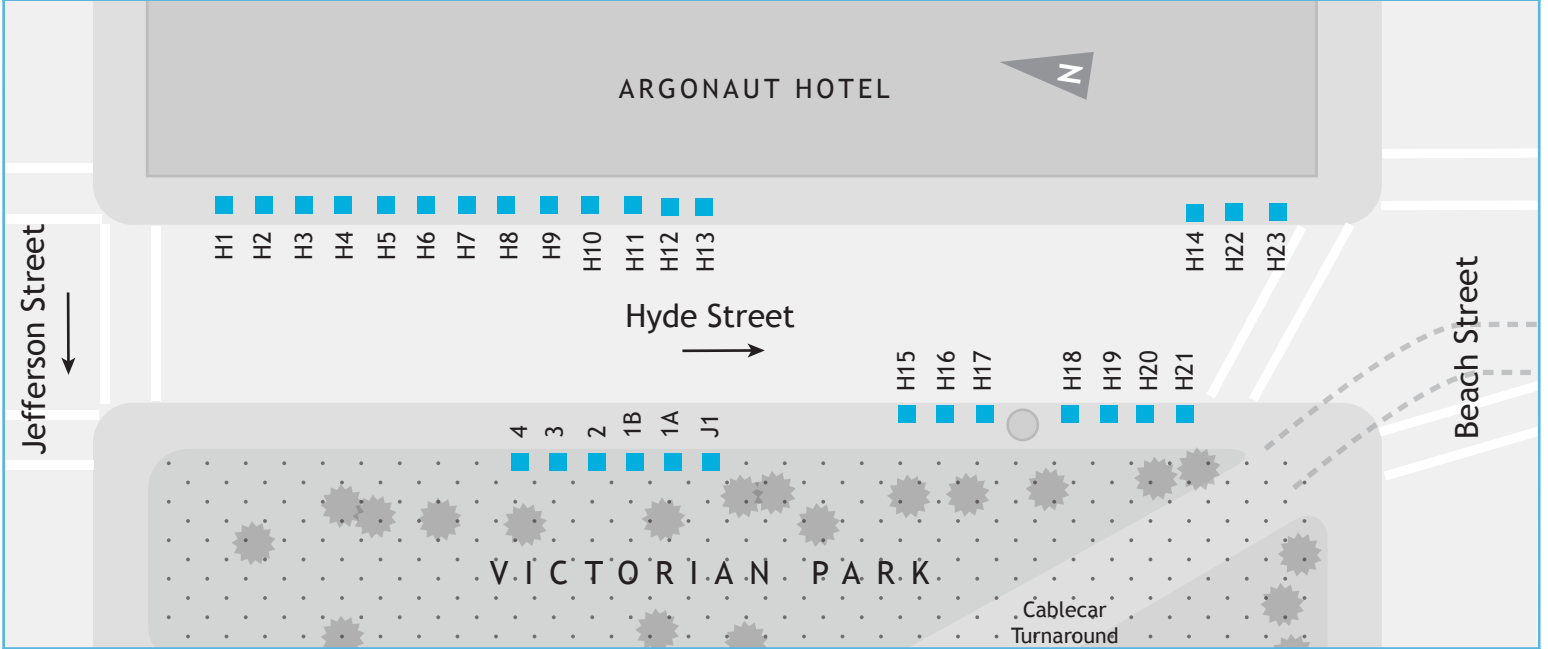 ARGONAUT HOTEL
N
H1
H2
H3
H4
H5
H6
H7
H8
H9
H10
H11
H12
H13
H14
H22
H23
Jefferson Street
Hyde Street
Beach Street
H15
H16
H17
H18
H19
H20
H21
4
3
2
1B
1A
J1
VICTORIAN PARK
Cablecar
Turnaround